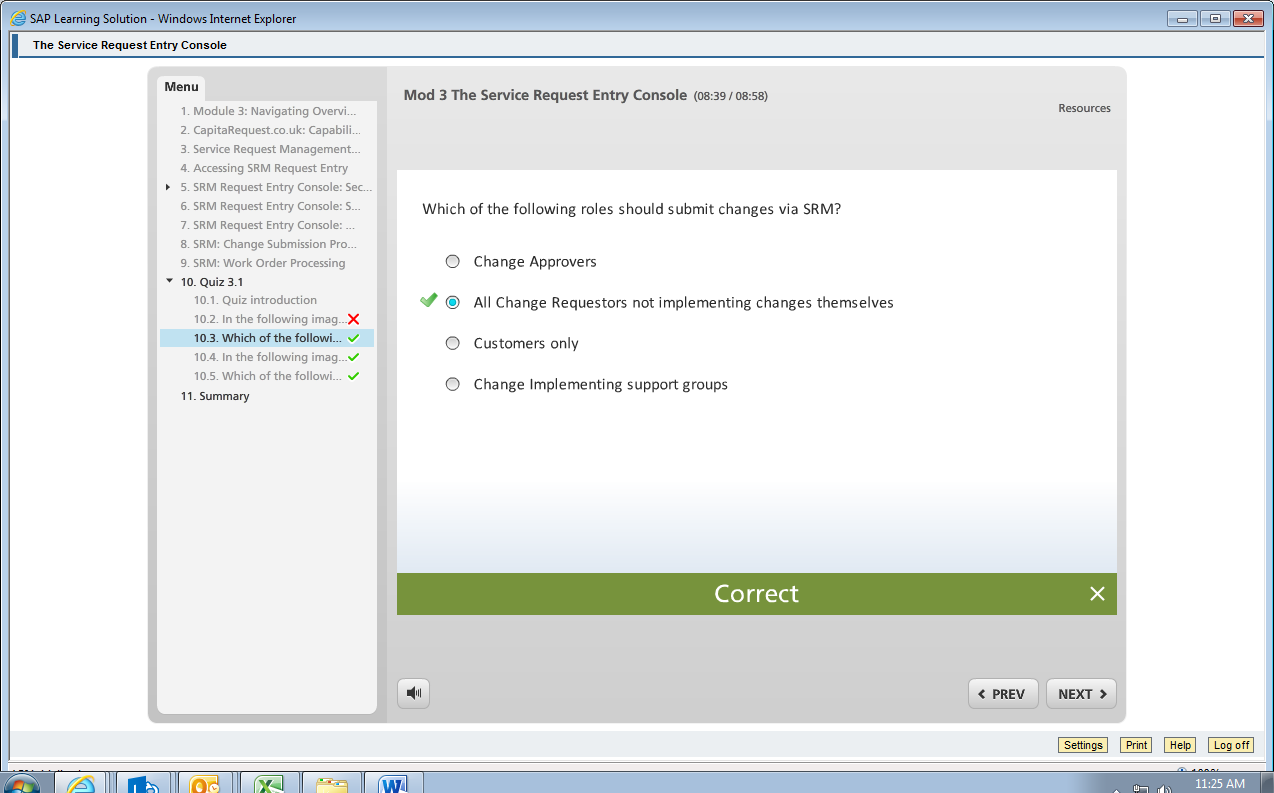 SAP Learning Solution - Windows Internet Explorer
The Service Request Entry Console
Menu
1. Module 3: Navigating Overvi...
2. CapitaRequest.co.uk: Capabili...
3. Service Request Management...
4. Accessing SRM Request Entry
5. SRM Request Entry Console: Sec...
6. SRM Request Entry Console: S...
7. SRM Request Entry Console: ...
8. SRM: Change Submission Pro...
9. SRM: Work Order Processing
10. Quiz 3.1
10.1. Quiz introduction
10.2. In the following imag...
10.3. Which of the followi...
10.4. In the following imag...
10.5. Which of the followi...
11. Summary
Mod 3 The Service Request Entry Console (08:39 / 08:58)
Resources
Which of the following roles should submit changes via SRM?
Change Approvers
All Change Requestors not implementing changes themselves
Customers only
Change Implementing support groups
Correct
PREV
NEXT
Settings
Print
Help
Log off
11:25 AM